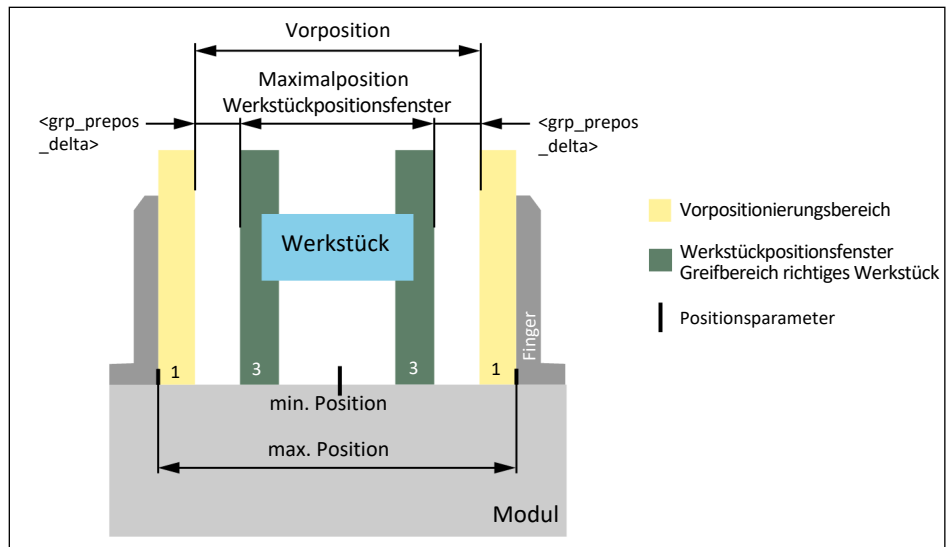 Vorposition
Maximalposition
Werkstückpositionsfenster
<grp_prepos
_delta>
<grp_prepos
_delta>
Vorpositionierungsbereich
Werkstück
Werkstückpositionsfenster
Greifbereich richtiges Werkstück
Positionsparameter
Finger
1
3
3
1
min. Position
max. Position
Modul